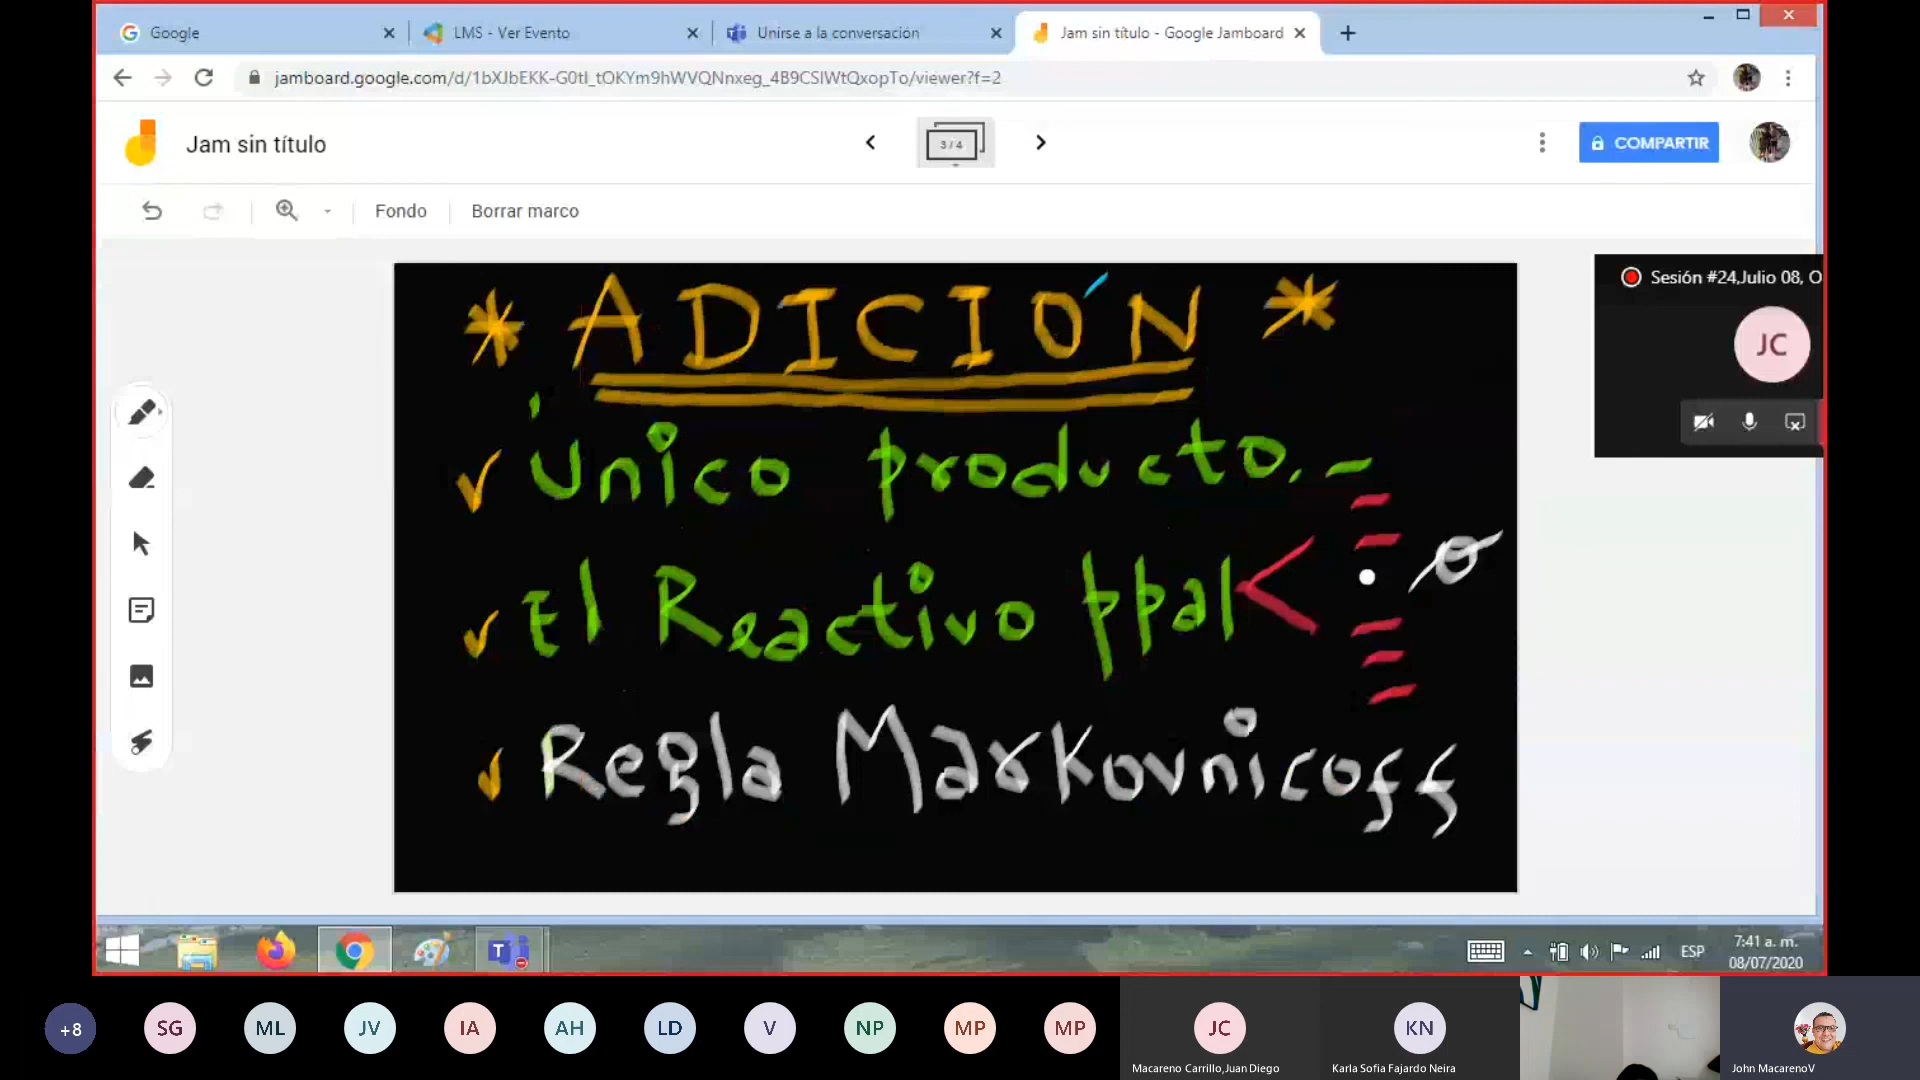 Google
LMS - Ver Evento
Unirse a la conversación
Jam sin título - Google Jamboard
jamboard.google.com/d/1bXJbEKK-G0tI_tOKYm9hWVQNnxeg_4B9CSlWtQxopTo/viewer?f=2
Jam sin título
3 / 4
COMPARTIR
Fondo
Borrar marco
* ADICIÓN *
Único producto.-
El Reactivo ppal <
Regla Markovnicoff
Sesión #24,Julio 08, O
JC
ESP
7:41 a. m.
08/07/2020
+8
SG
ML
JV
IA
AH
LD
V
NP
MP
MP
JC
KN
Macareno Carrillo,Juan Diego
Karla Sofia Fajardo Neira
John MacarenoV